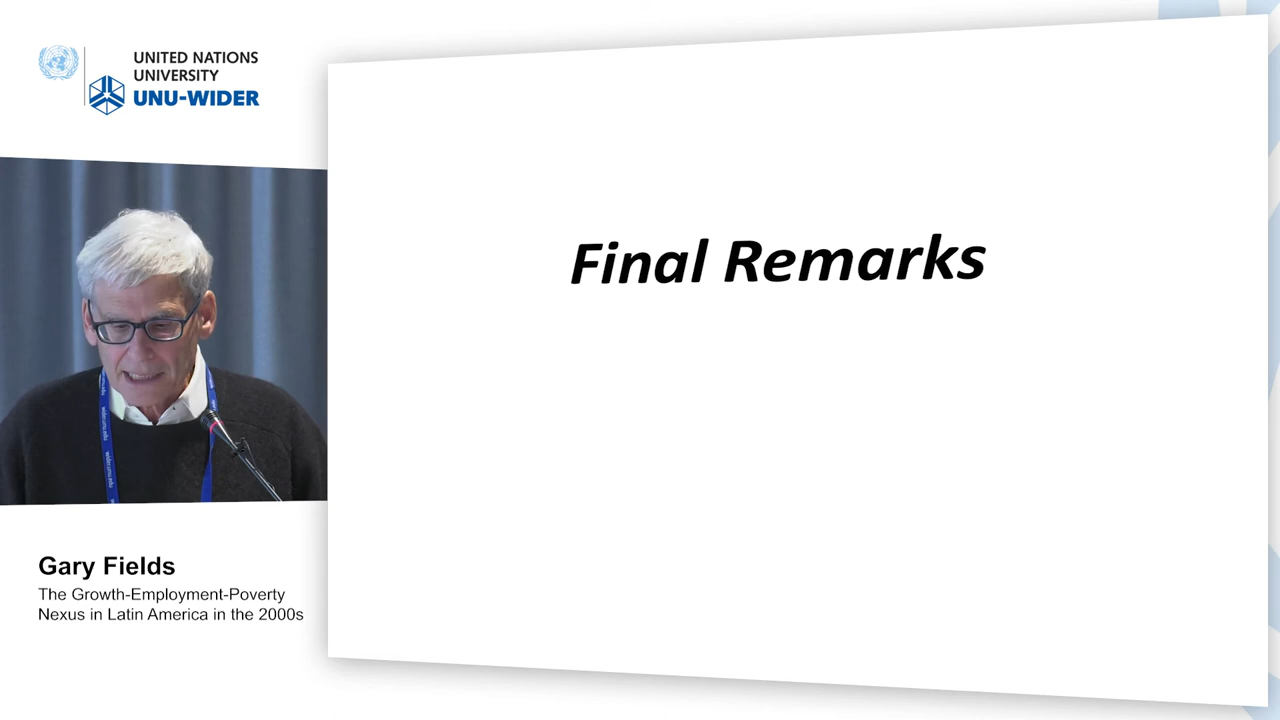 UNITED NATIONS
UNIVERSITY
UNU-WIDER
Final Remarks
Gary Fields
The Growth-Employment-Poverty
Nexus in Latin America in the 2000s